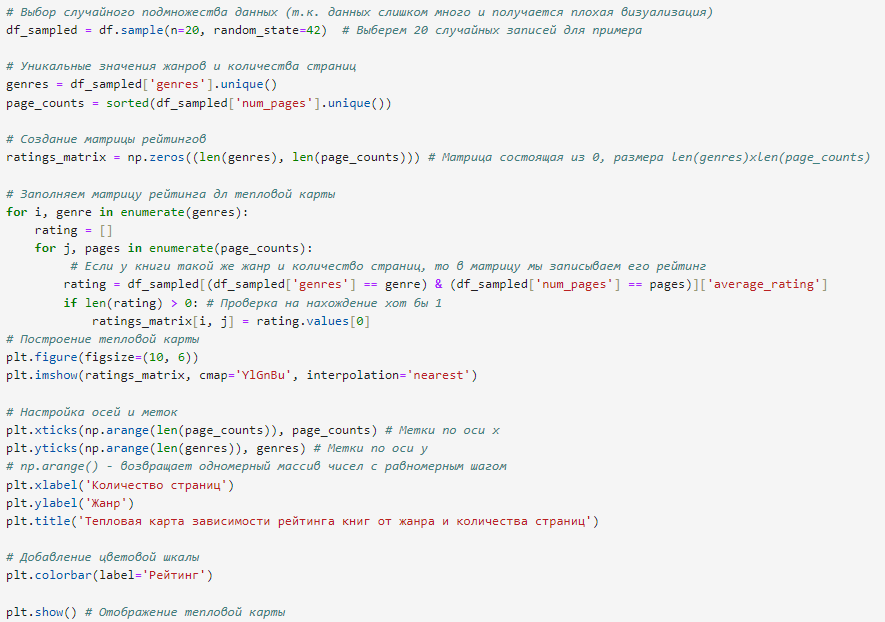 # Выбор случайного подмножества данных (т.к. данных слишком много и получается плохая визуализация)
df_sampled = df.sample(n=20, random_state=42)  # Выберем 20 случайных записей для примера

# Уникальные значения жанров и количества страниц
genres = df_sampled['genres'].unique()
page_counts = sorted(df_sampled['num_pages'].unique())

# Создание матрицы рейтингов
ratings_matrix = np.zeros((len(genres), len(page_counts))) # Матрица состоящая из 0, размера len(genres)xlen(page_counts)

# Заполняем матрицу рейтинга дл тепловой карты
for i, genre in enumerate(genres):
    rating = []
    for j, pages in enumerate(page_counts):
         # Если у книги такой же жанр и количество страниц, то в матрицу мы записываем его рейтинг
        rating = df_sampled[(df_sampled['genres'] == genre) & (df_sampled['num_pages'] == pages)]['average_rating']
        if len(rating) > 0: # Проверка на нахождение хот бы 1
            ratings_matrix[i, j] = rating.values[0]
# Построение тепловой карты
plt.figure(figsize=(10, 6))
plt.imshow(ratings_matrix, cmap='YlGnBu', interpolation='nearest')

# Настройка осей и меток
plt.xticks(np.arange(len(page_counts)), page_counts) # Метки по оси x
plt.yticks(np.arange(len(genres)), genres) # Метки по оси y
# np.arange() - возвращает одномерный массив чисел с равномерным шагом
plt.xlabel('Количество страниц')
plt.ylabel('Жанр')
plt.title('Тепловая карта зависимости рейтинга книг от жанра и количества страниц')

# Добавление цветовой шкалы
plt.colorbar(label='Рейтинг')

plt.show() # Отображение тепловой карты